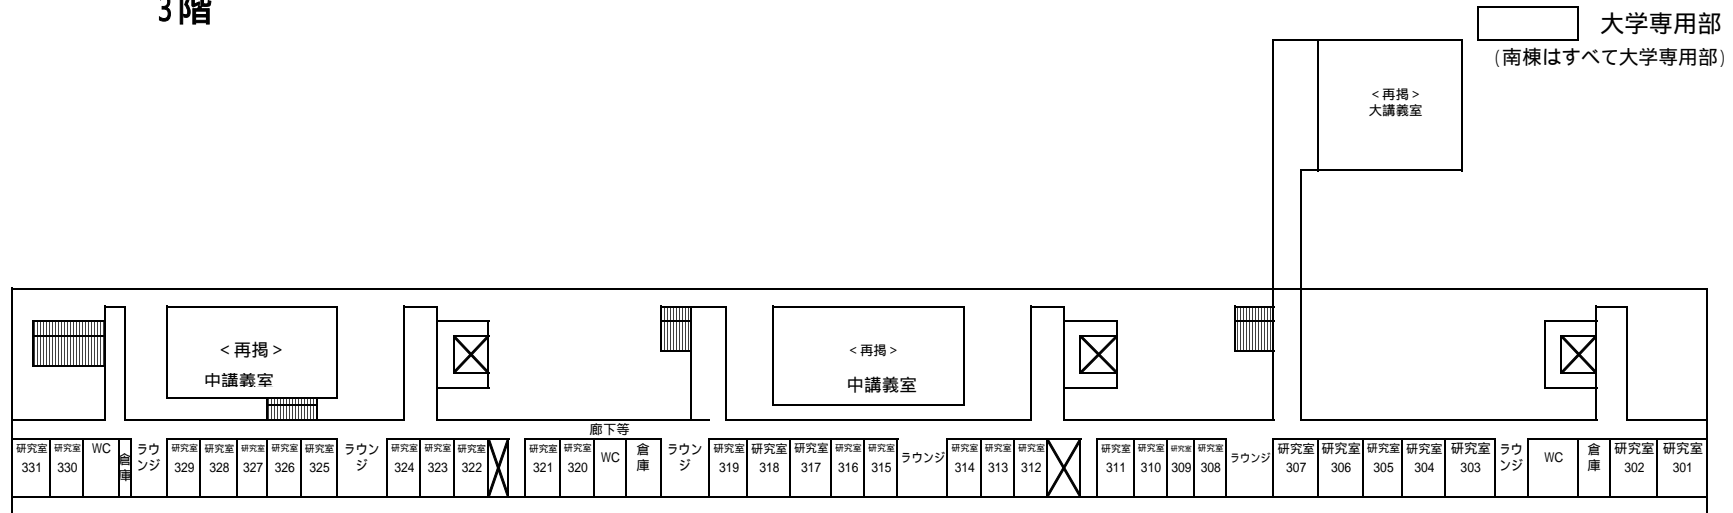 3階
大学専用部
(南棟はすべて大学専用部)
<再掲>
大講義室
<再掲>
中講義室
<再掲>
中講義室
廊下等
研究室
331
研究室
330
WC
倉庫
ラウ
ンジ
研究室
329
研究室
328
研究室
327
研究室
326
研究室
325
ラウン
ジ
研究室
324
研究室
323
研究室
322
研究室
321
研究室
320
WC
倉
庫
ラウン
ジ
研究室
319
研究室
318
研究室
317
研究室
316
研究室
315
ラウンジ
研究室
314
研究室
313
研究室
312
研究室
311
研究室
310
研究室
309
研究室
308
ラウンジ
研究室
307
研究室
306
研究室
305
研究室
304
研究室
303
ラウ
ンジ
WC
倉
庫
研究室
302
研究室
301